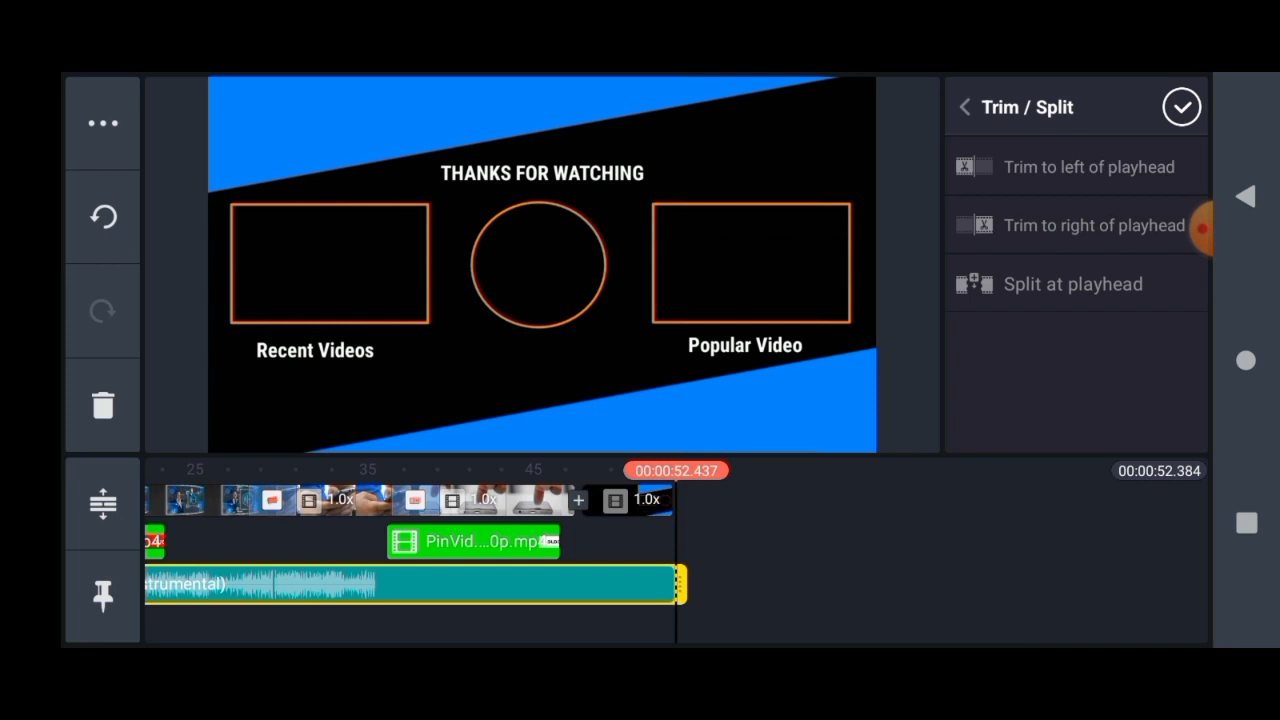 Trim / Split
Trim to left of playhead
Trim to right of playhead
Split at playhead
THANKS FOR WATCHING
Recent Videos
Popular Video
25
35
45
00:00:52.437
00:00:52.384
1.0x
1.0x
1.0x
p4
PinVid....0p.mp4
strumental)